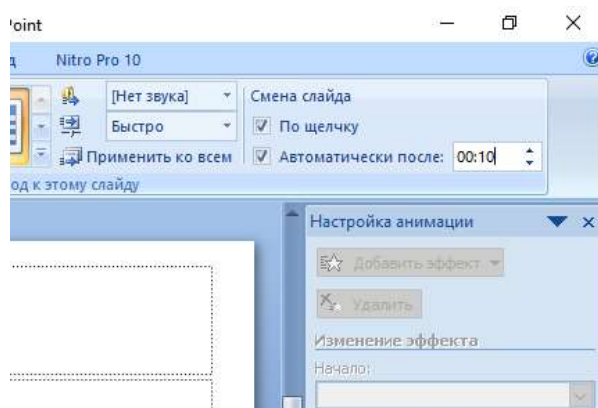 Point
Nitro Pro 10
[Нет звука]
Смена слайда
Быстро
По щелчку
Применить ко всем
Автоматически после: 00:10
од к этому слайду
Настройка анимации
Добавить эффект
Удалить
Изменение эффекта
Начало: